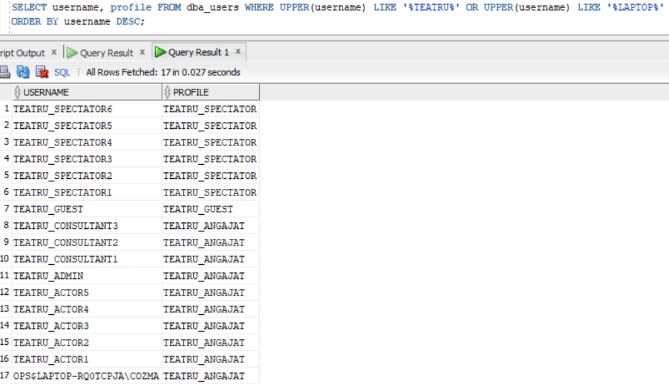 SELECT username, profile FROM dba_users WHERE UPPER(username) LIKE '%TEATRU%' OR UPPER(username) LIKE '%LAPTOP%'
ORDER BY username DESC;
ript Output x Query Result x Query Result 1 x
SQL | All Rows Fetched: 17 in 0.027 seconds
USERNAME PROFILE
1 TEATRU_SPECTATOR6 TEATRU_SPECTATOR
2 TEATRU_SPECTATOR5 TEATRU_SPECTATOR
3 TEATRU_SPECTATOR4 TEATRU_SPECTATOR
4 TEATRU_SPECTATOR3 TEATRU_SPECTATOR
5 TEATRU_SPECTATOR2 TEATRU_SPECTATOR
6 TEATRU_SPECTATOR1 TEATRU_SPECTATOR
7 TEATRU_GUEST TEATRU_GUEST
8 TEATRU_CONSULTANT3 TEATRU_ANGAJAT
9 TEATRU_CONSULTANT2 TEATRU_ANGAJAT
10 TEATRU_CONSULTANT1 TEATRU_ANGAJAT
11 TEATRU_ADMIN TEATRU_ANGAJAT
12 TEATRU_ACTOR5 TEATRU_ANGAJAT
13 TEATRU_ACTOR4 TEATRU_ANGAJAT
14 TEATRU_ACTOR3 TEATRU_ANGAJAT
15 TEATRU_ACTOR2 TEATRU_ANGAJAT
16 TEATRU_ACTOR1 TEATRU_ANGAJAT
17 OPS$LAPTOP-RQ0TCPJA\COZMA TEATRU_ANGAJAT